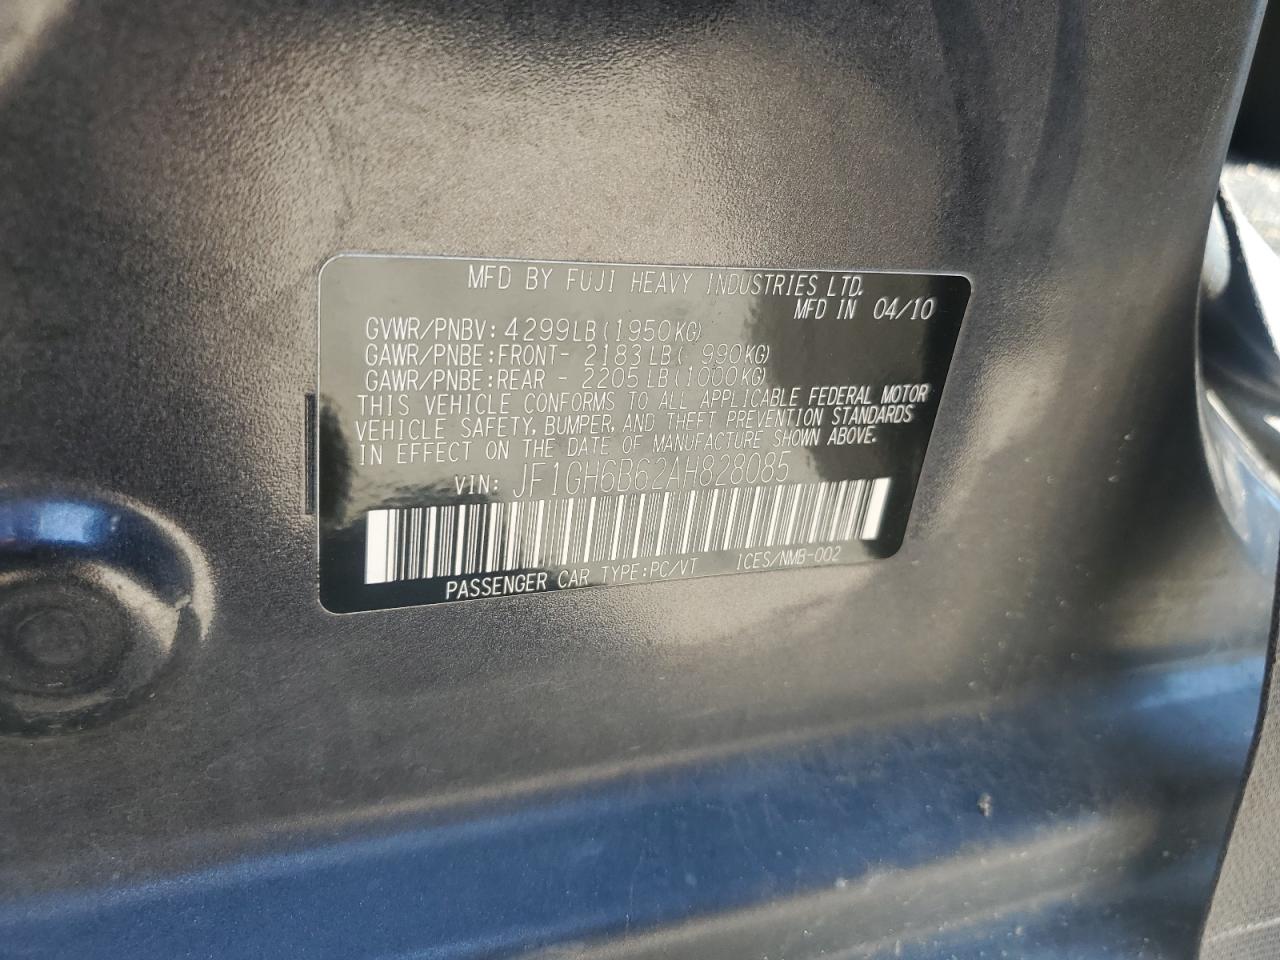 MFD BY FUJI HEAVY INDUSTRIES LTD.
MFD IN 04/10
GVWR/PNBV: 4299LB(1950KG)
GAWR/PNBE:FRONT- 2183LB( 990KG)
GAWR/PNBE:REAR - 2205LB(1000KG)
THIS VEHICLE CONFORMS TO ALL APPLICABLE FEDERAL MOTOR
VEHICLE SAFETY, BUMPER, AND THEFT PREVENTION STANDARDS
IN EFFECT ON THE DATE OF MANUFACTURE SHOWN ABOVE.
VIN: JF1GH6B62AH828085
PASSENGER CAR TYPE:PC/VT ICES/NMB-002